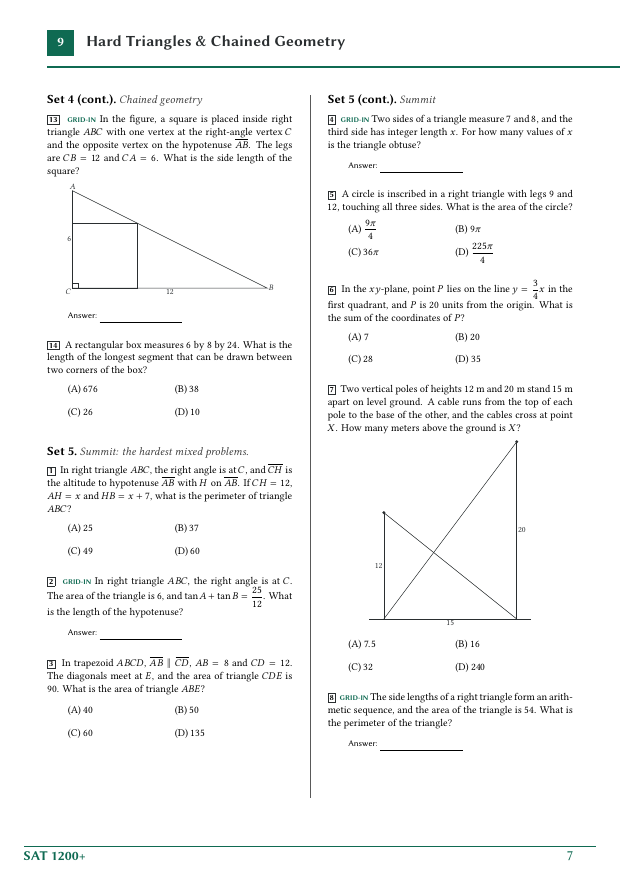 9
Hard Triangles & Chained Geometry
Set 4 (cont.). Chained geometry
13 GRID-IN In the figure, a square is placed inside right
triangle ABC with one vertex at the right-angle vertex C
and the opposite vertex on the hypotenuse AB. The legs
are CB = 12 and CA = 6. What is the side length of the
square?
A
6
C
12
B
Answer:
14 A rectangular box measures 6 by 8 by 24. What is the
length of the longest segment that can be drawn between
two corners of the box?
(A) 676 (B) 38
(C) 26 (D) 10
Set 5. Summit: the hardest mixed problems.
1 In right triangle ABC, the right angle is at C, and CH is
the altitude to hypotenuse AB with H on AB. If CH = 12,
AH = x and HB = x + 7, what is the perimeter of triangle
ABC?
(A) 25 (B) 37
(C) 49 (D) 60
2 GRID-IN In right triangle ABC, the right angle is at C.
The area of the triangle is 6, and tan A + tan B = 25/12. What
is the length of the hypotenuse?
Answer:
3 In trapezoid ABCD, AB ∥ CD, AB = 8 and CD = 12.
The diagonals meet at E, and the area of triangle CDE is
90. What is the area of triangle ABE?
(A) 40 (B) 50
(C) 60 (D) 135
Set 5 (cont.). Summit
4 GRID-IN Two sides of a triangle measure 7 and 8, and the
third side has integer length x. For how many values of x
is the triangle obtuse?
Answer:
5 A circle is inscribed in a right triangle with legs 9 and
12, touching all three sides. What is the area of the circle?
(A) 9π/4 (B) 9π
(C) 36π (D) 225π/4
6 In the xy-plane, point P lies on the line y = 3/4 x in the
first quadrant, and P is 20 units from the origin. What is
the sum of the coordinates of P?
(A) 7 (B) 20
(C) 28 (D) 35
7 Two vertical poles of heights 12 m and 20 m stand 15 m
apart on level ground. A cable runs from the top of each
pole to the base of the other, and the cables cross at point
X. How many meters above the ground is X?
20
12
15
(A) 7.5 (B) 16
(C) 32 (D) 240
8 GRID-IN The side lengths of a right triangle form an arith-
metic sequence, and the area of the triangle is 54. What is
the perimeter of the triangle?
Answer:
SAT 1200+
7